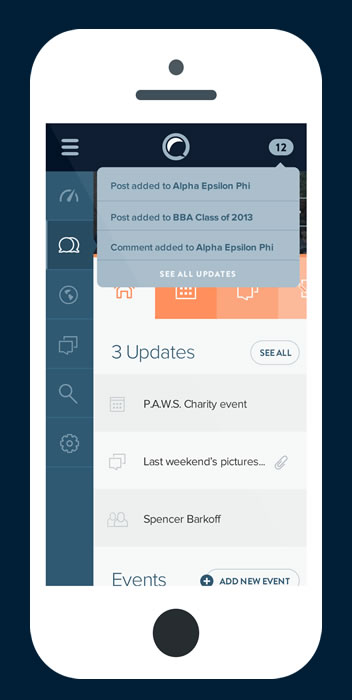 12
Post added to Alpha Epsilon Phi
Post added to BBA Class of 2013
Comment added to Alpha Epsilon Phi
SEE ALL UPDATES
3 Updates
SEE ALL
P.A.W.S. Charity event
Last weekend's pictures...
Spencer Barkoff
Events
ADD NEW EVENT